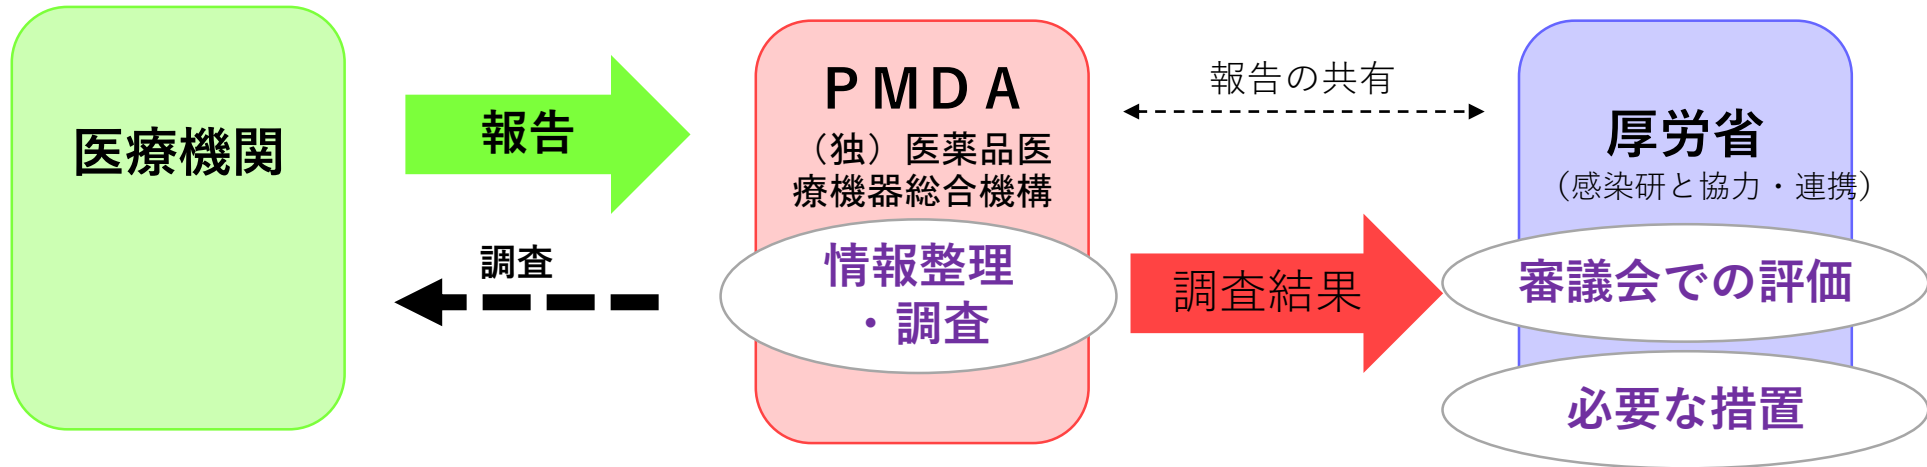 医療機関
報告
調査
PMDA
（独）医薬品医
療機器総合機構
情報整理
・調査
報告の共有
調査結果
厚労省
（感染研と協力・連携）
審議会での評価
必要な措置